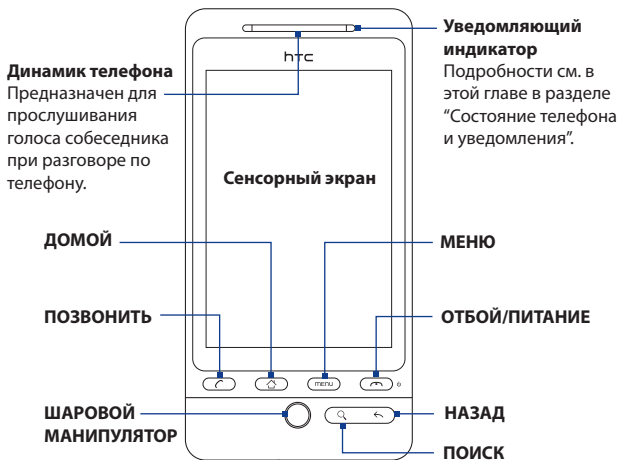 Уведомляющий
индикатор
Подробности см. в
этой главе в разделе
“Состояние телефона
и уведомления”.
Динамик телефона
Предназначен для
прослушивания
голоса собеседника
при разговоре по
телефону.
hTC
Сенсорный экран
ДОМОЙ
МЕНЮ
ПОЗВОНИТЬ
ОТБОЙ/ПИТАНИЕ
MENU
ШАРОВОЙ
МАНИПУЛЯТОР
НАЗАД
ПОИСК